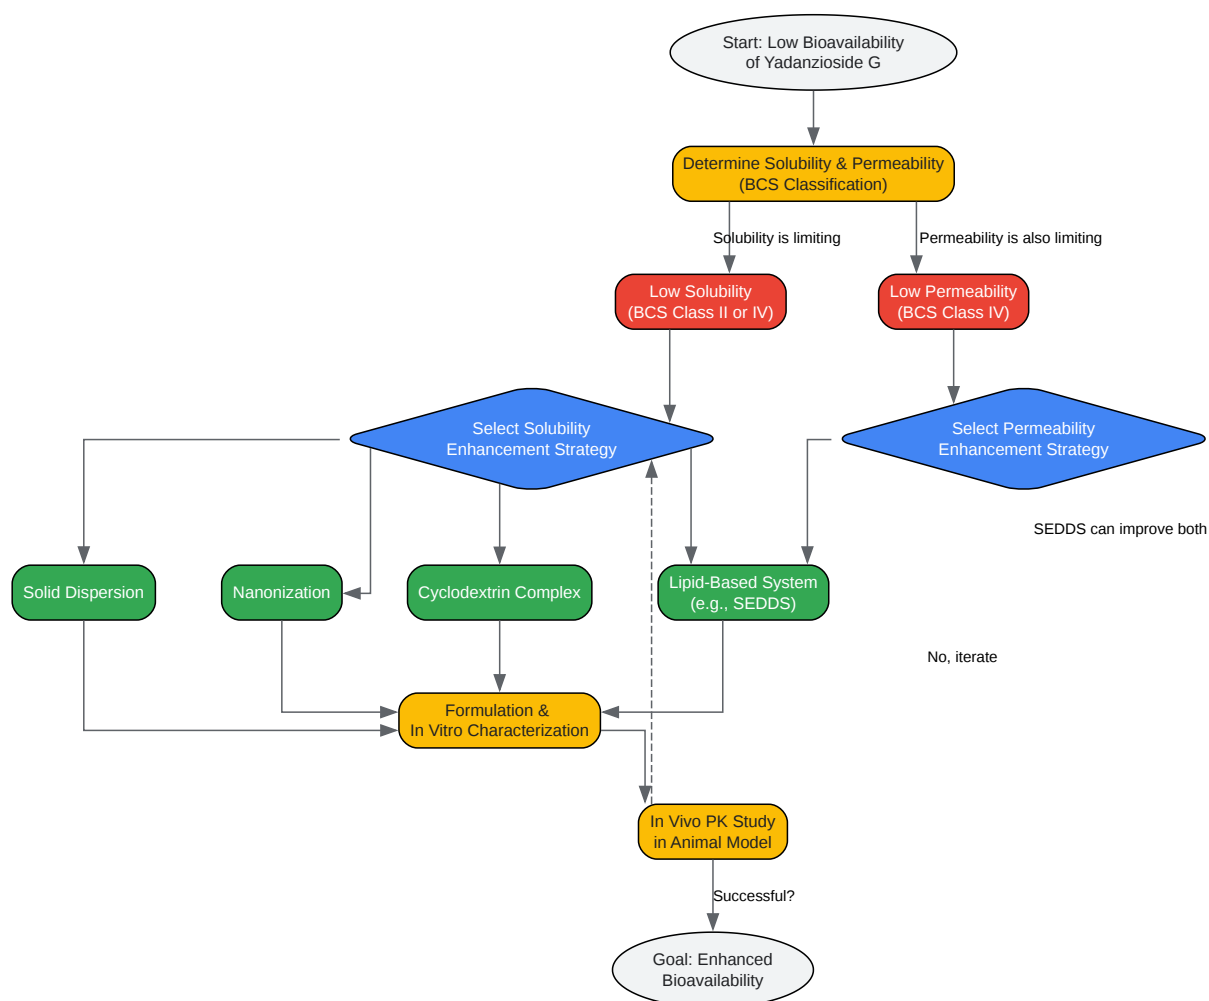 Start: Low Bioavailability
of Yadanzioside G
Determine Solubility & Permeability
(BCS Classification)
Solubility is limiting
Permeability is also limiting
Low Solubility
(BCS Class II or IV)
Low Permeability
(BCS Class IV)
Select Solubility
Enhancement Strategy
Select Permeability
Enhancement Strategy
SEDDS can improve both
Solid Dispersion
Nanonization
Cyclodextrin Complex
Lipid-Based System
(e.g., SEDDS)
No, iterate
Formulation &
In Vitro Characterization
In Vivo PK Study
in Animal Model
Successful?
Goal: Enhanced
Bioavailability